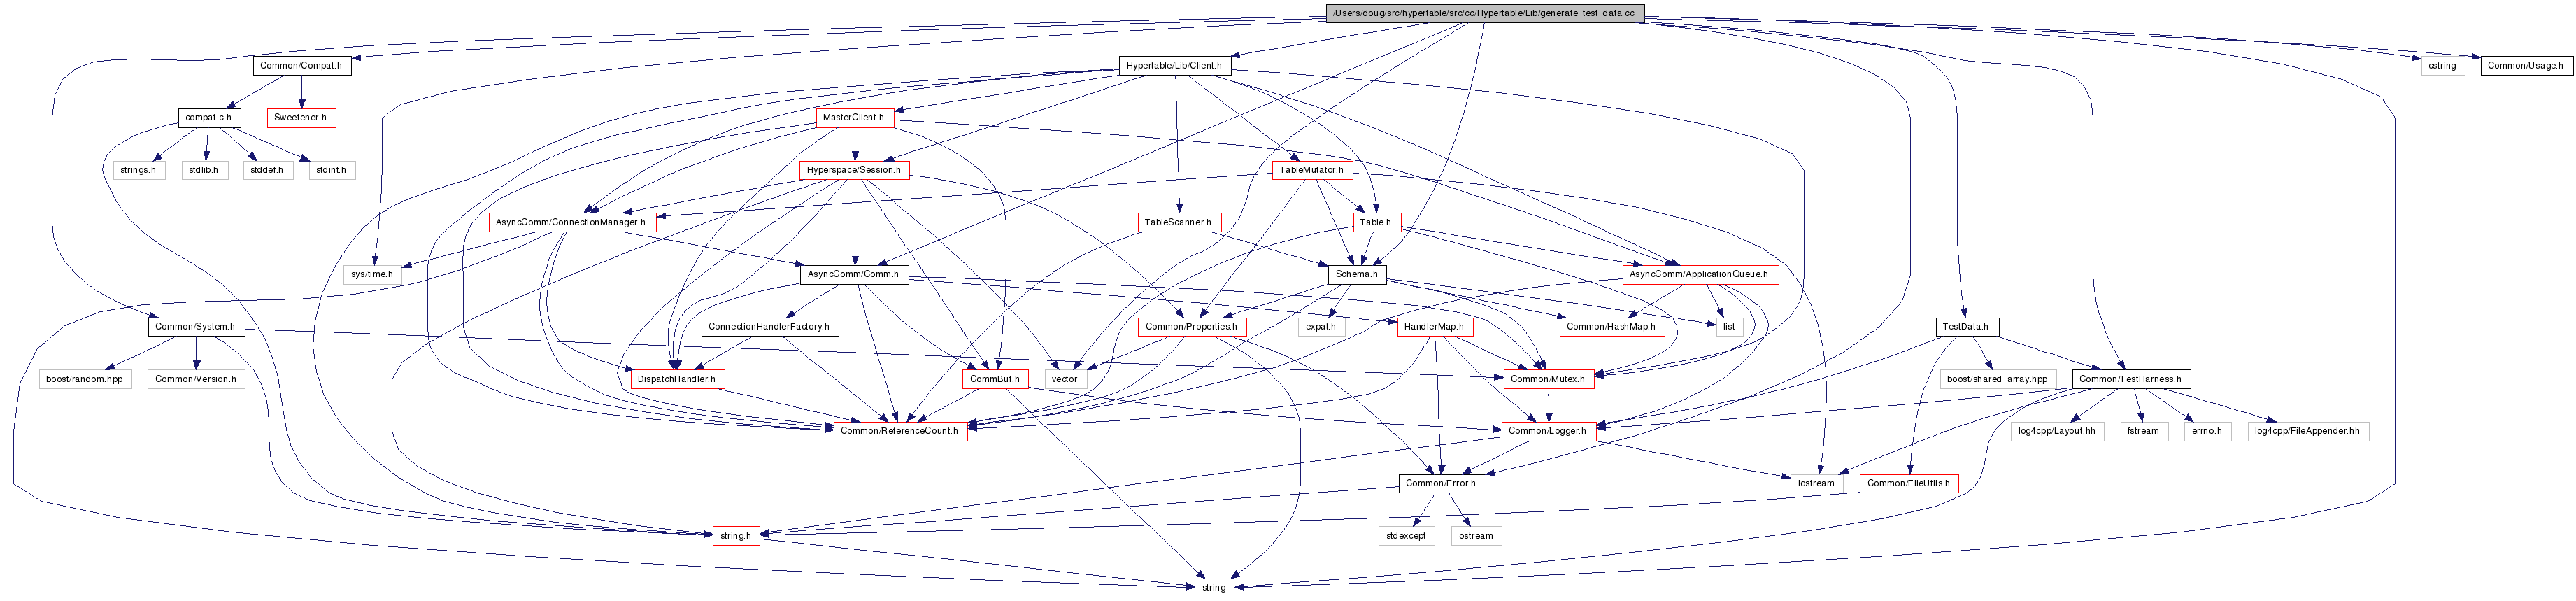 /Users/doug/src/hypertable/src/cc/Hypertable/Lib/generate_test_data.cc
Common/Compat.h
Hypertable/Lib/Client.h
cstring
Common/Usage.h
compat-c.h
Sweetener.h
MasterClient.h
strings.h
stdlib.h
stddef.h
stdint.h
Hyperspace/Session.h
TableMutator.h
AsyncComm/ConnectionManager.h
TableScanner.h
Table.h
sys/time.h
AsyncComm/Comm.h
Schema.h
AsyncComm/ApplicationQueue.h
Common/System.h
ConnectionHandlerFactory.h
Common/Properties.h
expat.h
HandlerMap.h
Common/HashMap.h
list
TestData.h
boost/random.hpp
Common/Version.h
DispatchHandler.h
CommBuf.h
vector
Common/Mutex.h
boost/shared_array.hpp
Common/TestHarness.h
Common/ReferenceCount.h
Common/Logger.h
log4cpp/Layout.hh
fstream
errno.h
log4cpp/FileAppender.hh
Common/Error.h
iostream
Common/FileUtils.h
string.h
stdexcept
ostream
string